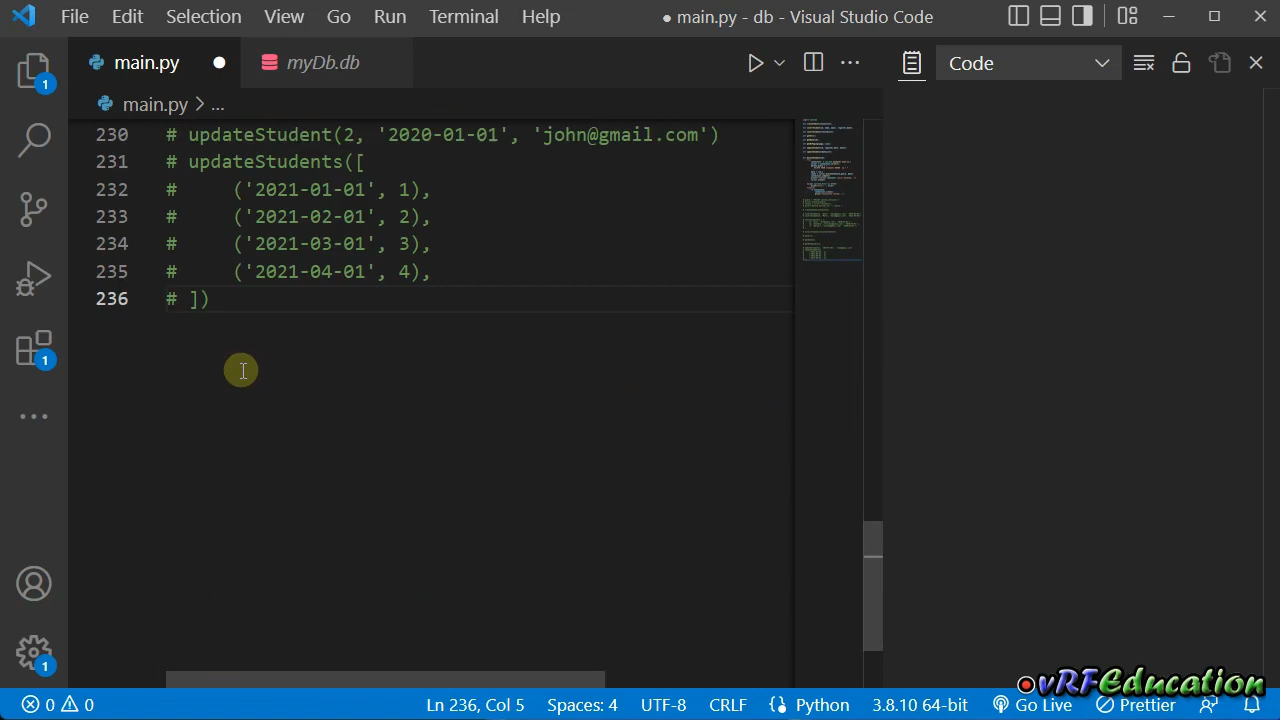 File Edit Selection View Go Run Terminal Help ● main.py - db - Visual Studio Code
main.py ● myDb.db Code
main.py > ...
230 # updateStudent(2, '2020-01-01', 'john@gmail.com')
231 # updateStudents([
232 #     ('2021-01-01', 1),
233 #     ('2021-02-01', 2),
234 #     ('2021-03-01', 3),
235 #     ('2021-04-01', 4),
236 # ])
1
1
1
vRFEducation
0 0 Ln 236, Col 5 Spaces: 4 UTF-8 CRLF Python 3.8.10 64-bit Go Live Prettier